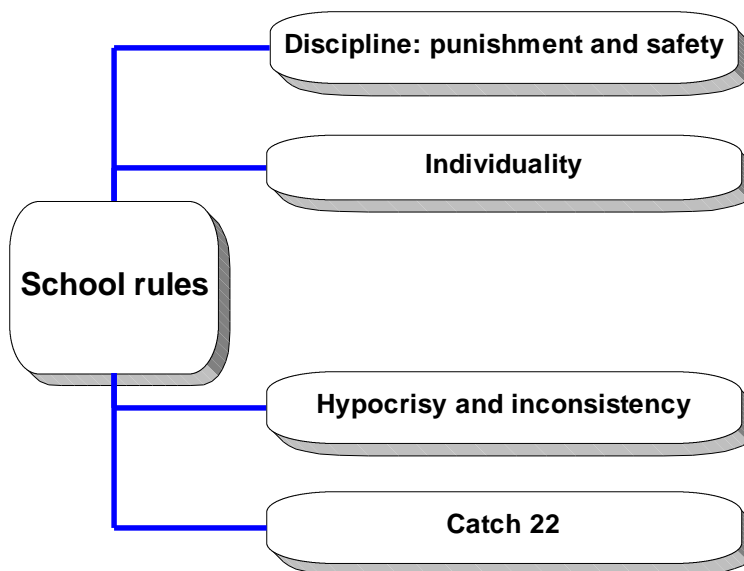 Discipline: punishment and safety
Individuality
School rules
Hypocrisy and inconsistency
Catch 22